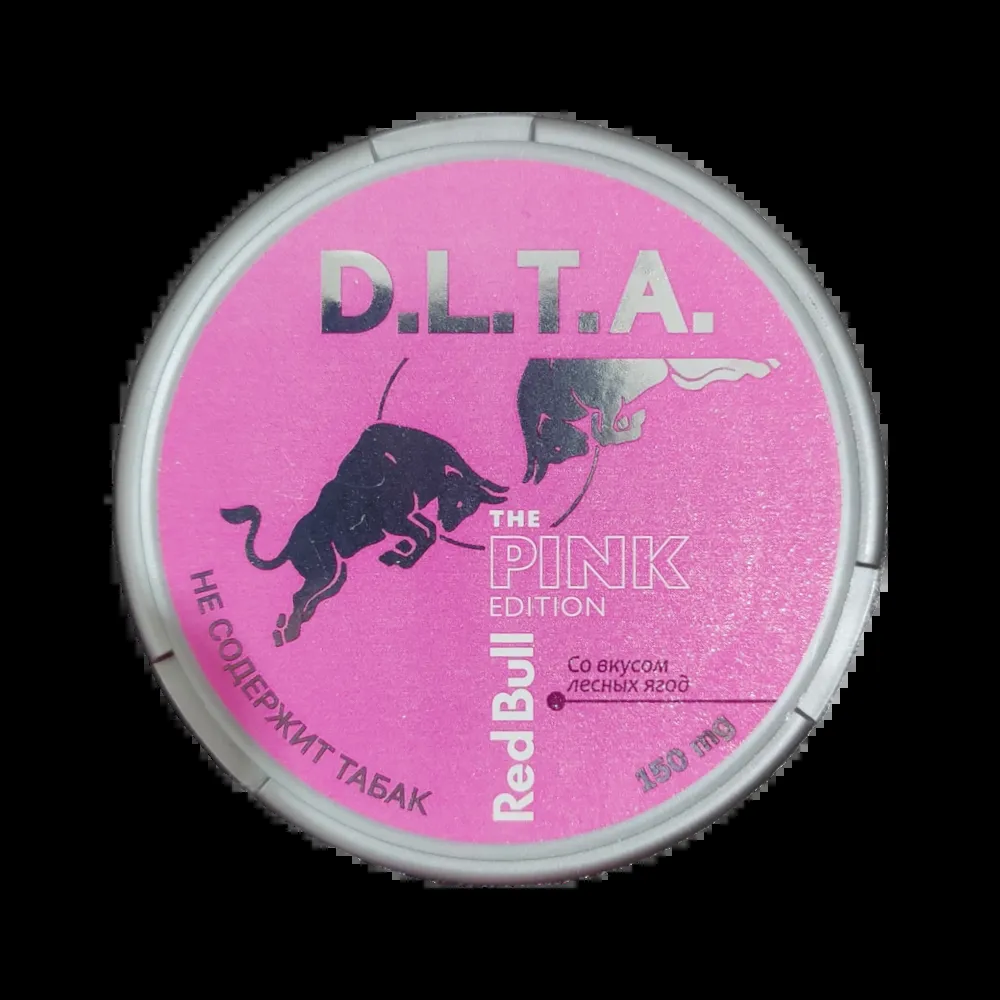 D.L.T.A.
THE
PINK
EDITION
Red Bull
Со вкусом
лесных ягод
НЕ СОДЕРЖИТ ТАБАК
150 mg